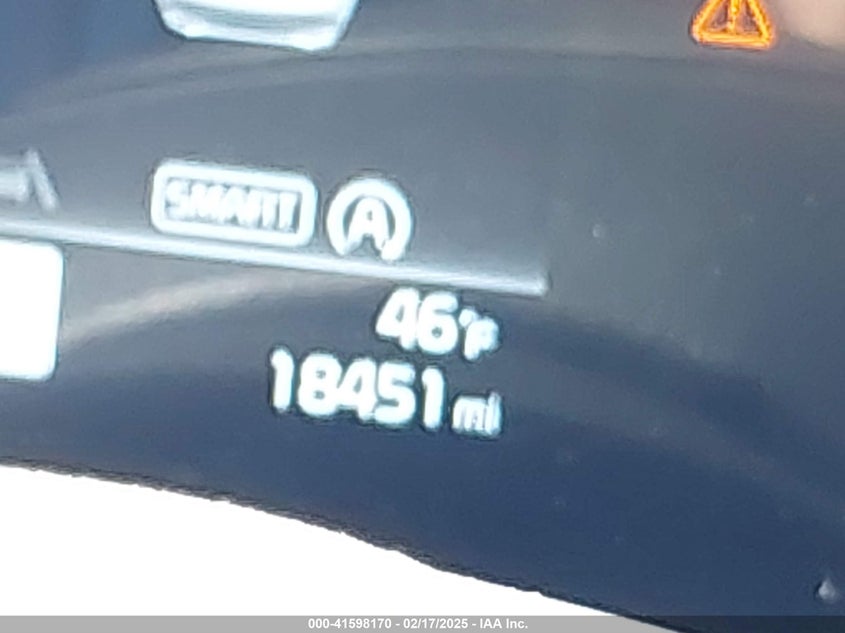 SMART A
46°F
18451 mi
000-41598170 — 02/17/2025 - IAA Inc.